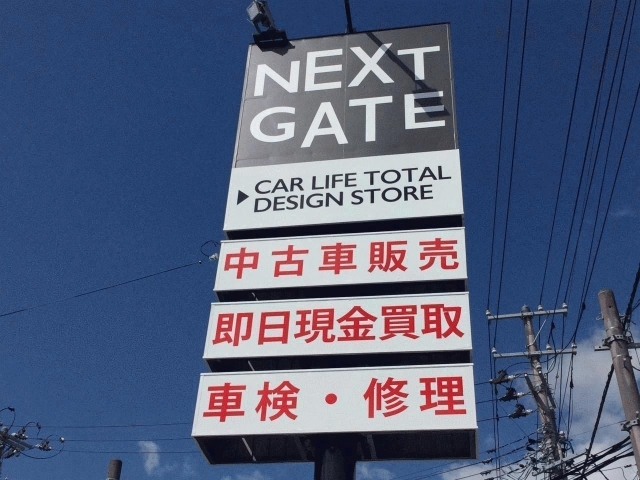 NEXT
GATE
CAR LIFE TOTAL
DESIGN STORE
中古車販売
即日現金買取
車検・修理